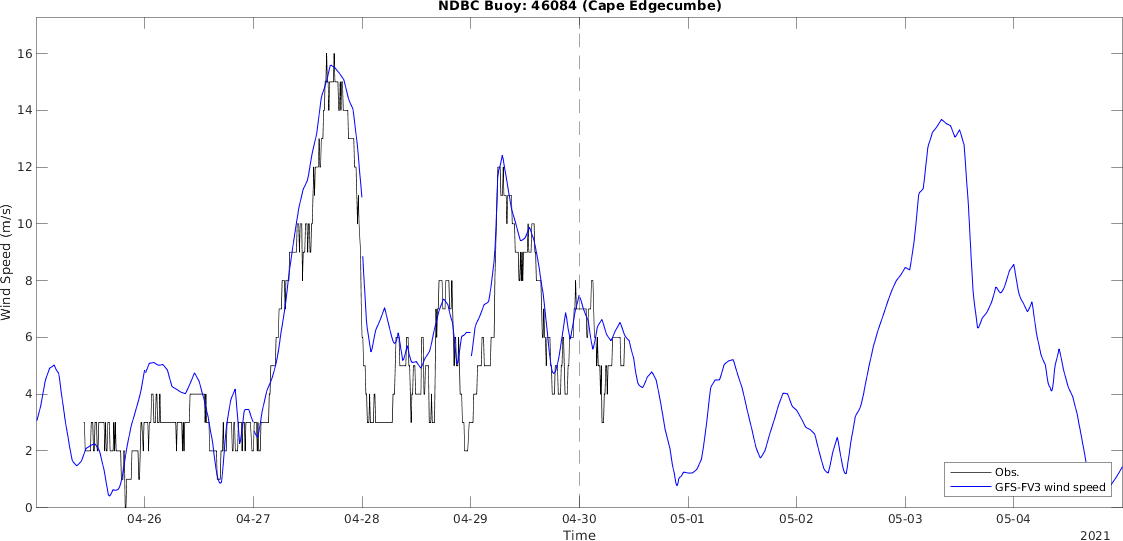 NDBC Buoy: 46084 (Cape Edgecumbe)
16
14
12
10
8
6
4
2
0
Wind Speed (m/s)
04-26 04-27 04-28 04-29 04-30 05-01 05-02 05-03 05-04
Time
2021
Obs.
GFS-FV3 wind speed